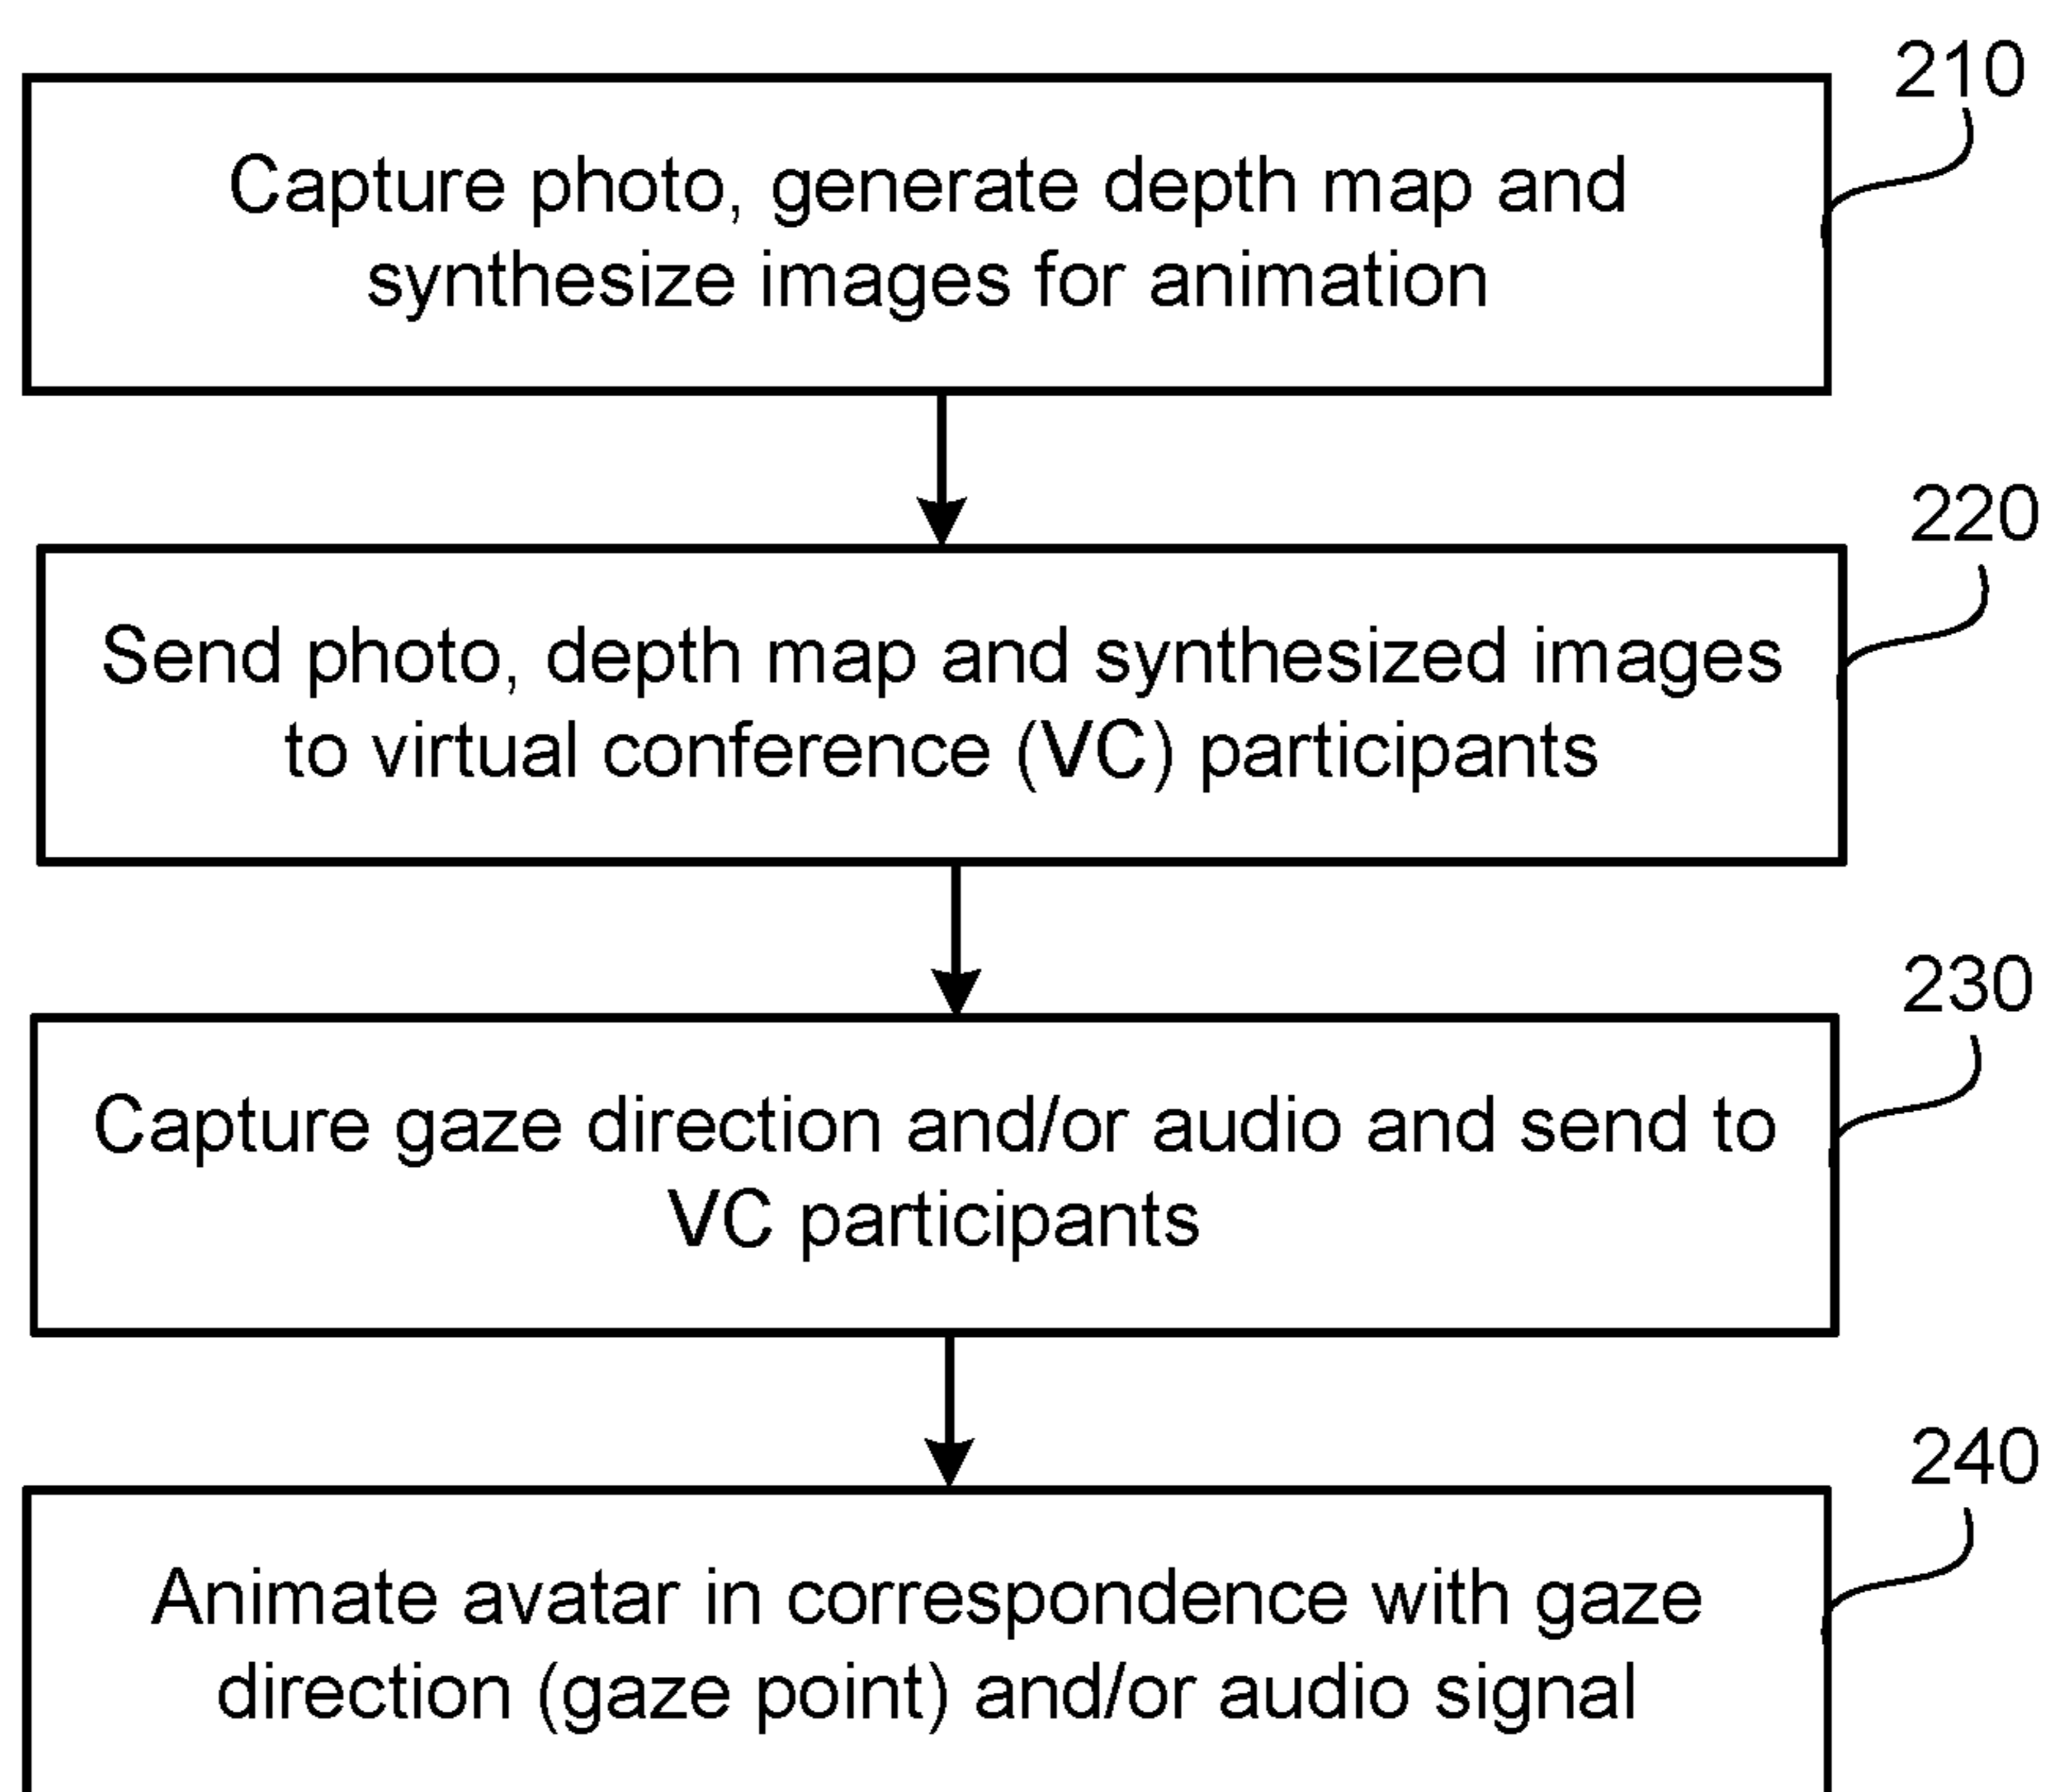 210
Capture photo, generate depth map and
synthesize images for animation
220
Send photo, depth map and synthesized images
to virtual conference (VC) participants
230
Capture gaze direction and/or audio and send to
VC participants
240
Animate avatar in correspondence with gaze
direction (gaze point) and/or audio signal